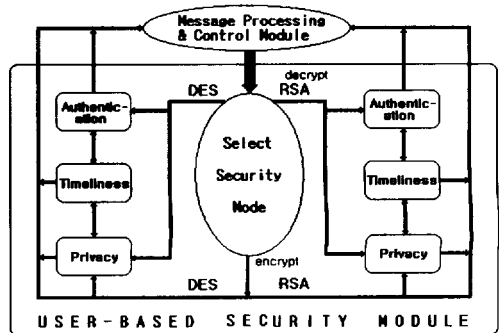 Message Processing
& Control Module
decrypt
DES RSA
Authentic-
ation
Authentic-
ation
Select
Security
Mode
Timeliness
Timeliness
Privacy
Privacy
encrypt
DES RSA
USER-BASED SECURITY MODULE